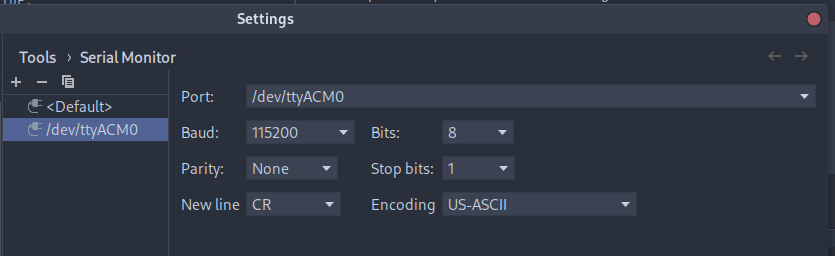 Settings
Tools › Serial Monitor
<Default>
/dev/ttyACM0
Port: /dev/ttyACM0
Baud: 115200 Bits: 8
Parity: None Stop bits: 1
New line CR Encoding US-ASCII